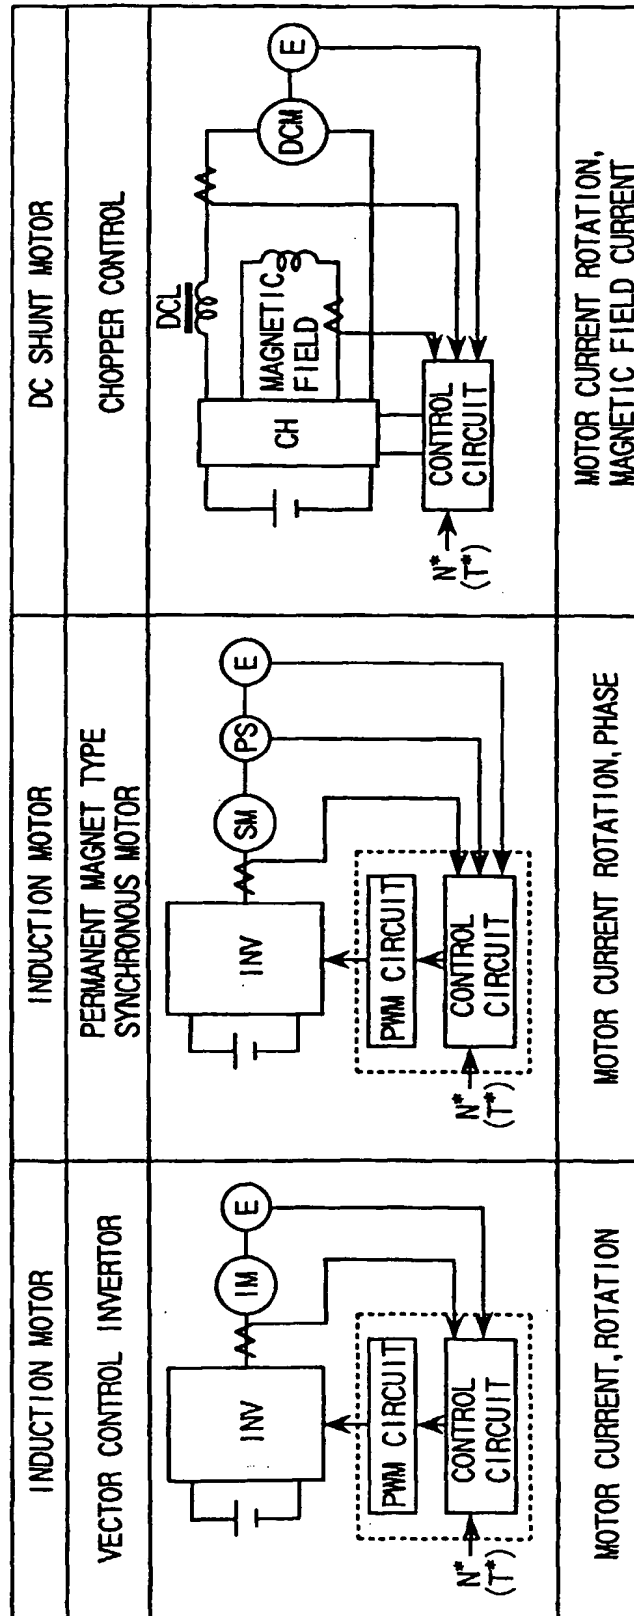 INDUCTION MOTOR
VECTOR CONTROL INVERTOR
INV
IM
E
PWM CIRCUIT
CONTROL
CIRCUIT
N*
(T*)
MOTOR CURRENT, ROTATION
INDUCTION MOTOR
PERMANENT MAGNET TYPE
SYNCHRONOUS MOTOR
INV
SM
PS
E
PWM CIRCUIT
CONTROL
CIRCUIT
N*
(T*)
MOTOR CURRENT ROTATION, PHASE
DC SHUNT MOTOR
CHOPPER CONTROL
DCL
CH
MAGNETIC
FIELD
DCM
E
CONTROL
CIRCUIT
N*
(T*)
MOTOR CURRENT ROTATION,
MAGNETIC FIELD CURRENT